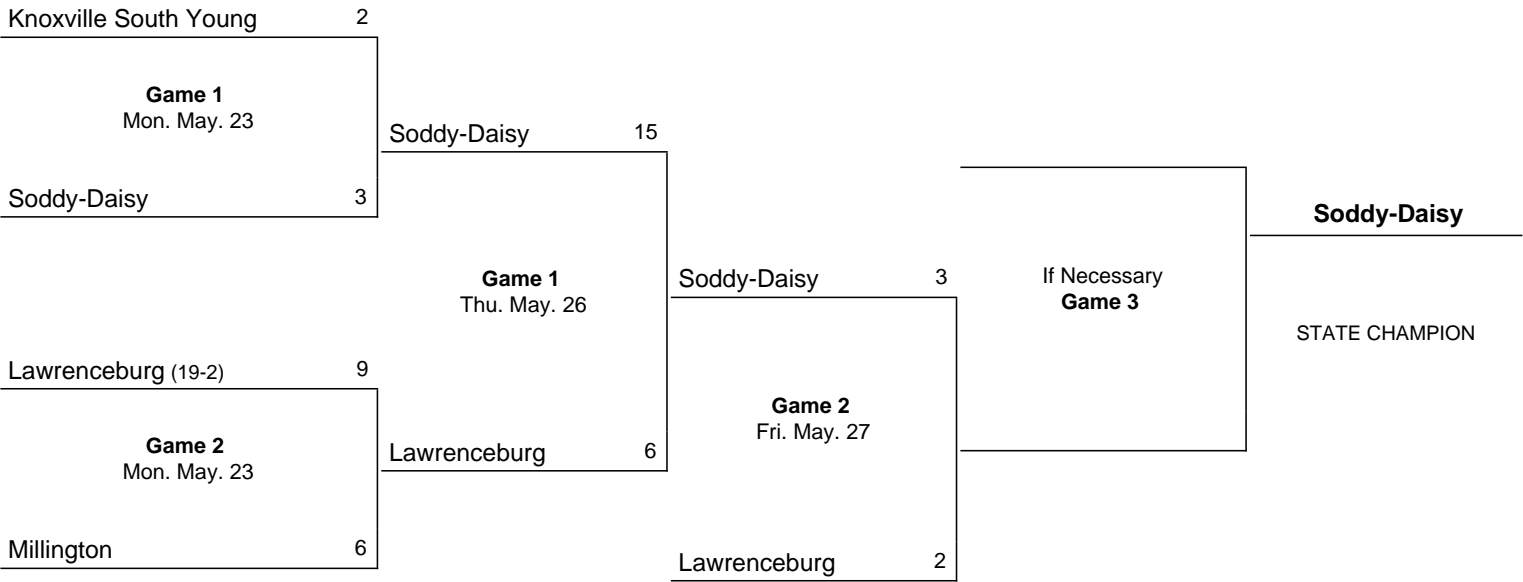 Knoxville South Young 2
Game 1
Mon. May. 23
Soddy-Daisy 3
Lawrenceburg (19-2) 9
Game 2
Mon. May. 23
Millington 6
Soddy-Daisy 15
Game 1
Thu. May. 26
Lawrenceburg 6
Soddy-Daisy 3
Game 2
Fri. May. 27
Lawrenceburg 2
If Necessary
Game 3
Soddy-Daisy
STATE CHAMPION